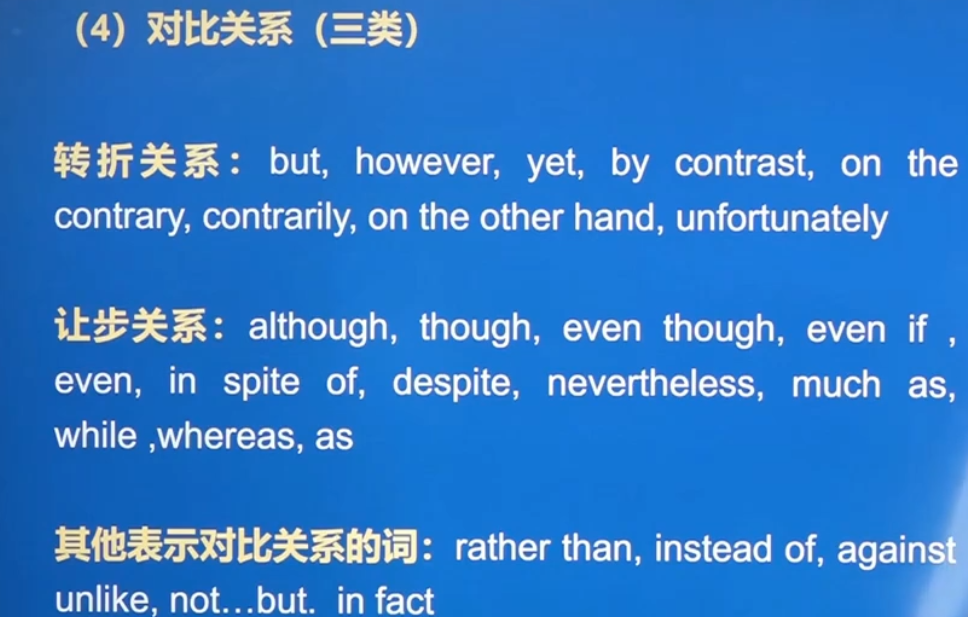 （4）对比关系（三类）
转折关系：but, however, yet, by contrast, on the
contrary, contrarily, on the other hand, unfortunately
让步关系：although, though, even though, even if ,
even, in spite of, despite, nevertheless, much as,
while ,whereas, as
其他表示对比关系的词：rather than, instead of, against
unlike, not…but. in fact